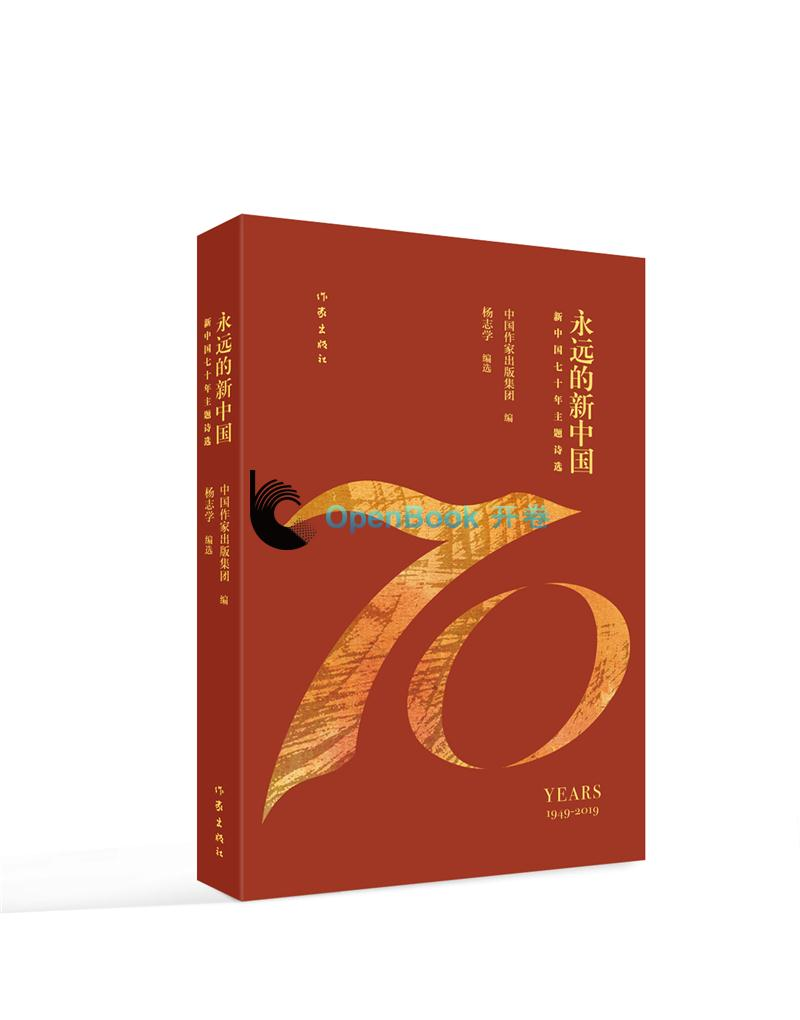 永远的新中国
新中国七十年主题诗选
中国作家出版集团 编
杨志学 编选
作家出版社
70
YEARS
1949-2019
永远的新中国
新中国七十年主题诗选
中国作家出版集团 编
杨志学 编选
作家出版社
OpenBook 开卷